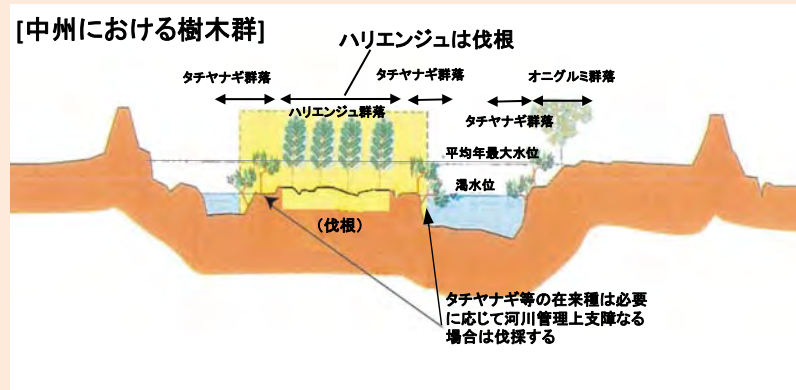 [中州における樹木群]
ハリエンジュは伐根
タチヤナギ群落
タチヤナギ群落
オニグルミ群落
ハリエンジュ群落
タチヤナギ群落
平均年最大水位
渇水位
(伐根)
タチヤナギ等の在来種は必要
に応じて河川管理上支障なる
場合は伐採する